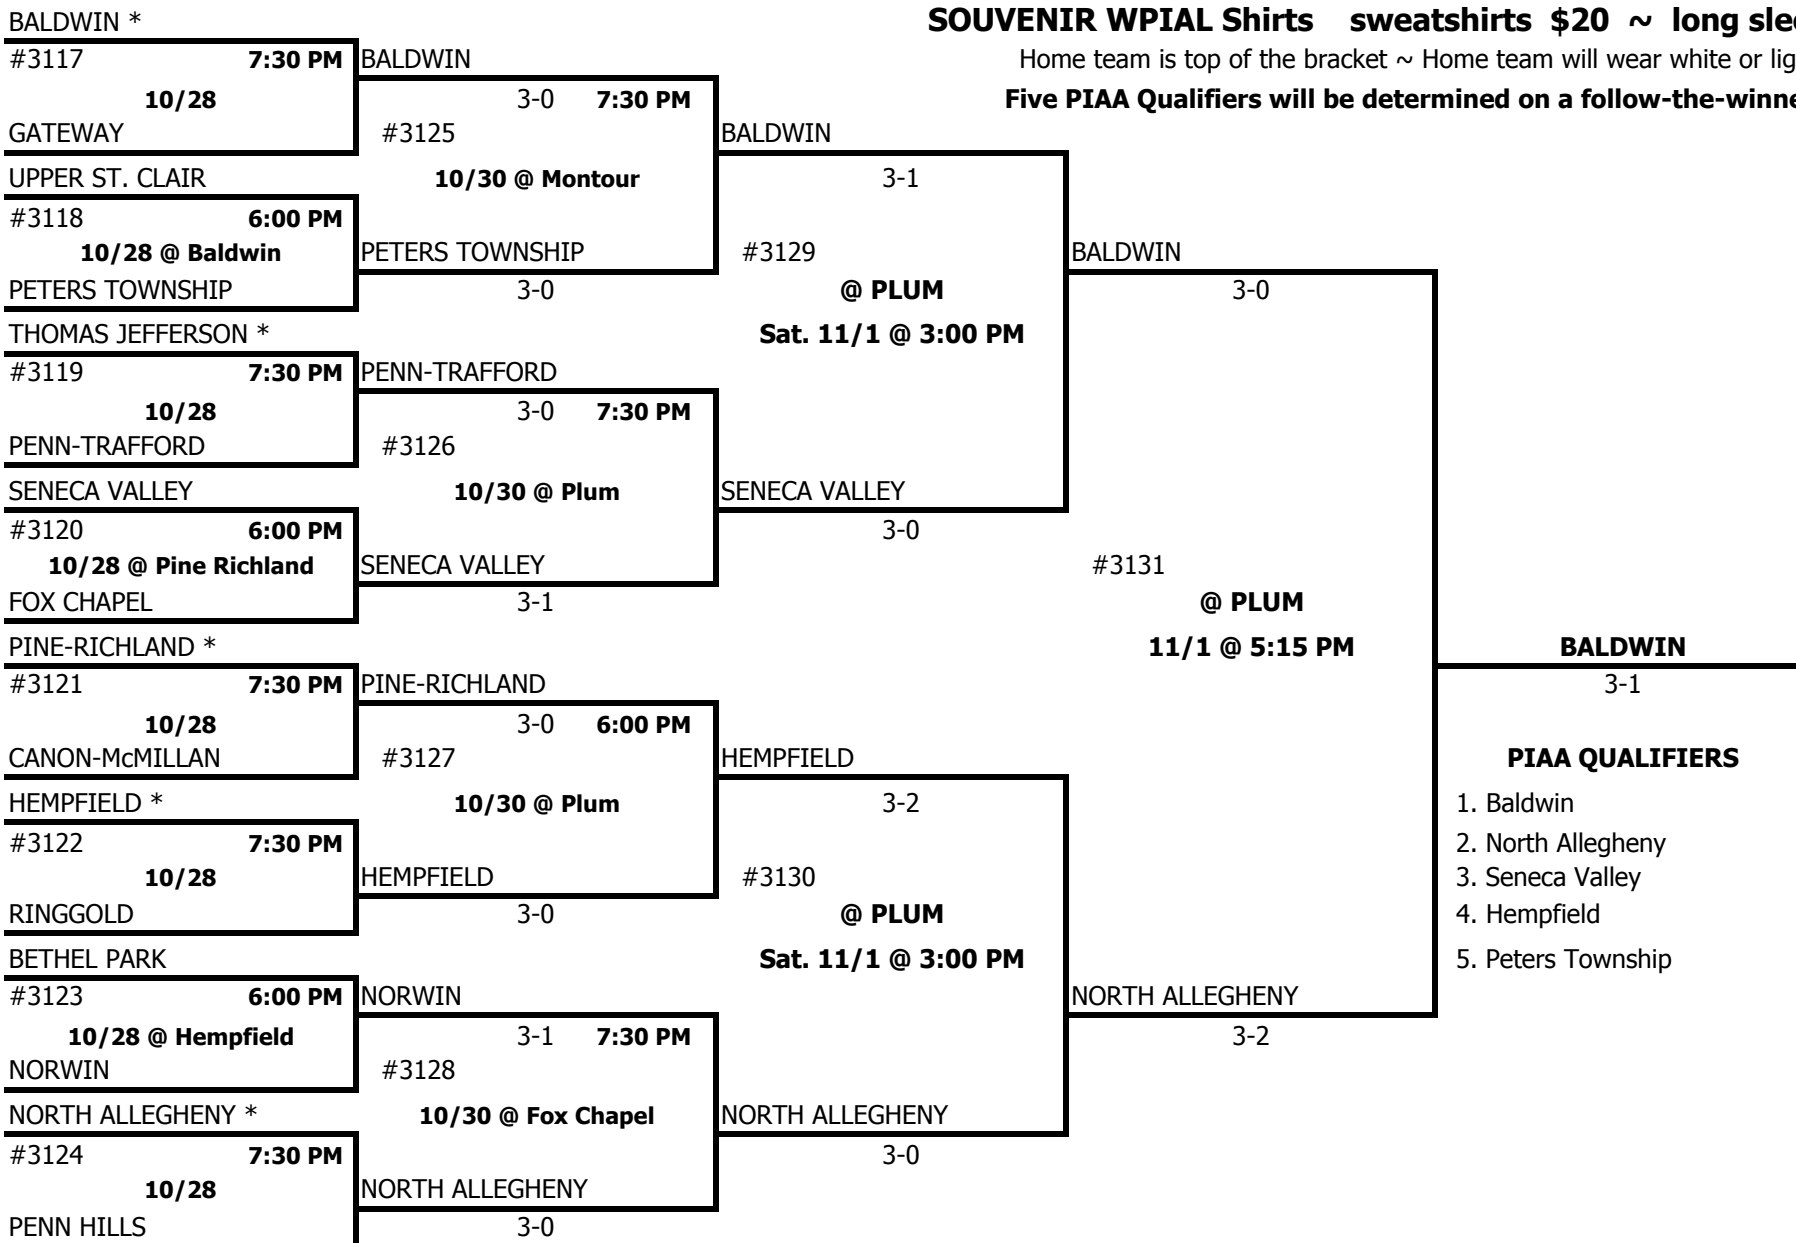 SOUVENIR WPIAL Shirts sweatshirts $20 ~ long
Home team is top of the bracket ~ Home team will wear white or
Five PIAA Qualifiers will be determined on a
BALDWIN *
#3117 7:30 PM
10/28
GATEWAY
UPPER ST. CLAIR
#3118 6:00 PM
10/28 @ Baldwin
PETERS TOWNSHIP
THOMAS JEFFERSON *
#3119 7:30 PM
10/28
PENN-TRAFFORD
SENECA VALLEY
#3120 6:00 PM
10/28 @ Pine Richland
FOX CHAPEL
PINE-RICHLAND *
#3121 7:30 PM
10/28
CANON-McMILLAN
HEMPFIELD *
#3122 7:30 PM
10/28
RINGGOLD
BETHEL PARK
#3123 6:00 PM
10/28 @ Hempfield
NORWIN
NORTH ALLEGHENY *
#3124 7:30 PM
10/28
PENN HILLS
BALDWIN
3-0 7:30 PM
#3125
10/30 @ Montour
PETERS TOWNSHIP
3-0
PENN-TRAFFORD
3-0 7:30 PM
#3126
10/30 @ Plum
SENECA VALLEY
3-1
PINE-RICHLAND
3-0 6:00 PM
#3127
10/30 @ Plum
HEMPFIELD
3-0
NORWIN
3-1 7:30 PM
#3128
10/30 @ Fox Chapel
NORTH ALLEGHENY
3-0
BALDWIN
3-1
#3129
@ PLUM
Sat. 11/1 @ 3:00 PM
SENECA VALLEY
3-0
HEMPFIELD
3-2
#3130
@ PLUM
Sat. 11/1 @ 3:00 PM
NORTH ALLEGHENY
3-0
BALDWIN
3-0
#3131
@ PLUM
11/1 @ 5:15 PM
NORTH ALLEGHENY
3-2
BALDWIN
3-1
PIAA QUALIFIERS
1. Baldwin
2. North Allegheny
3. Seneca Valley
4. Hempfield
5. Peters Township